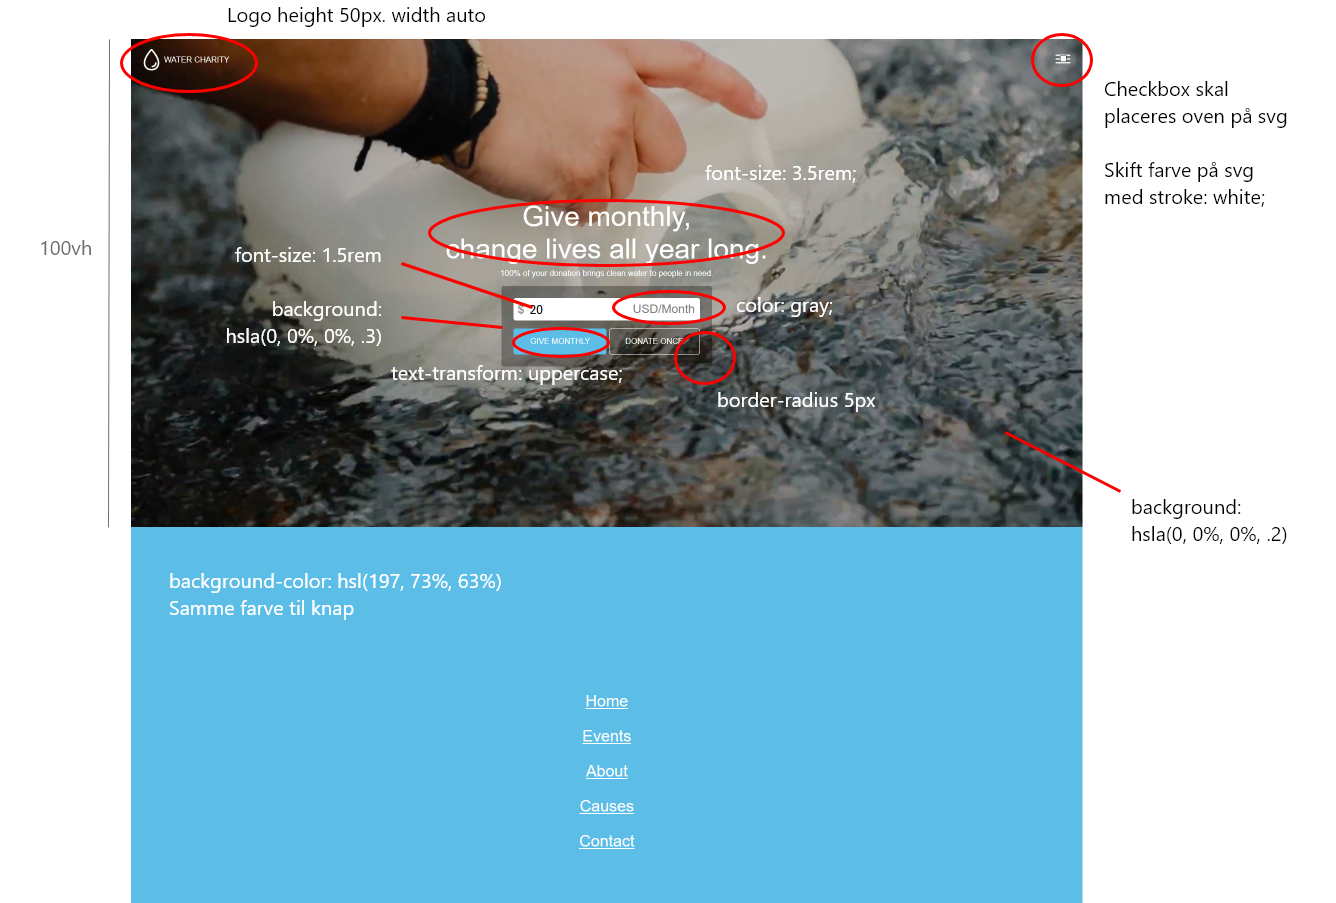 Logo height 50px. width auto
WATER CHARITY
Checkbox skal
placeres oven på svg
Skift farve på svg
med stroke: white;
font-size: 3.5rem;
100vh
Give monthly,
change lives all year long.
font-size: 1.5rem
100% of your donation brings clean water to people in need
background:
hsla(0, 0%, 0%, .3)
$ 20 USD/Month
color: gray;
GIVE MONTHLY DONATE ONCE
text-transform: uppercase;
border-radius 5px
background:
hsla(0, 0%, 0%, .2)
background-color: hsl(197, 73%, 63%)
Samme farve til knap
Home
Events
About
Causes
Contact